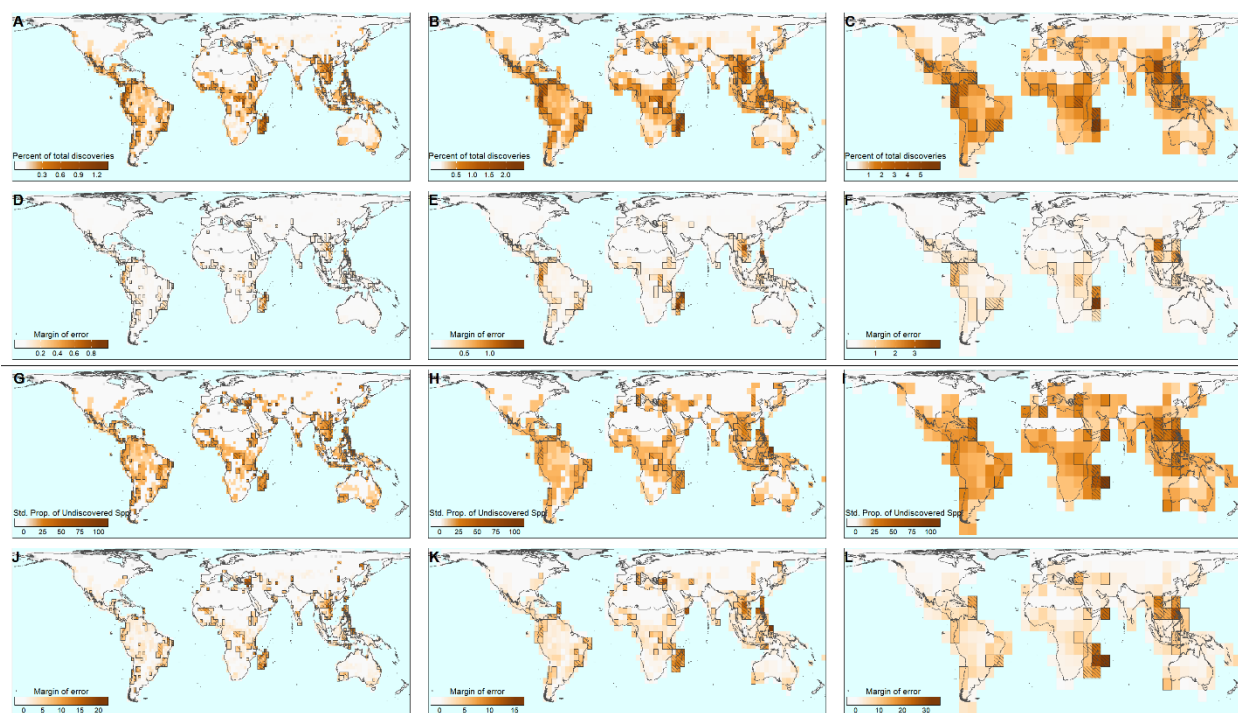 A
B
C
Percent of total discoveries
0.3 0.6 0.9 1.2
Percent of total discoveries
0.5 1.0 1.5 2.0
Percent of total discoveries
1 2 3 4 5
D
E
F
Margin of error
0.2 0.4 0.6 0.8
Margin of error
0.5 1.0
Margin of error
1 2 3
G
H
I
Std. Prop. of Undiscovered Spp
0 25 50 75 100
Std. Prop. of Undiscovered Spp
0 25 50 75 100
Std. Prop. of Undiscovered Spp
0 25 50 75 100
J
K
L
Margin of error
0 5 10 15 20
Margin of error
0 5 10 15
Margin of error
0 10 20 30